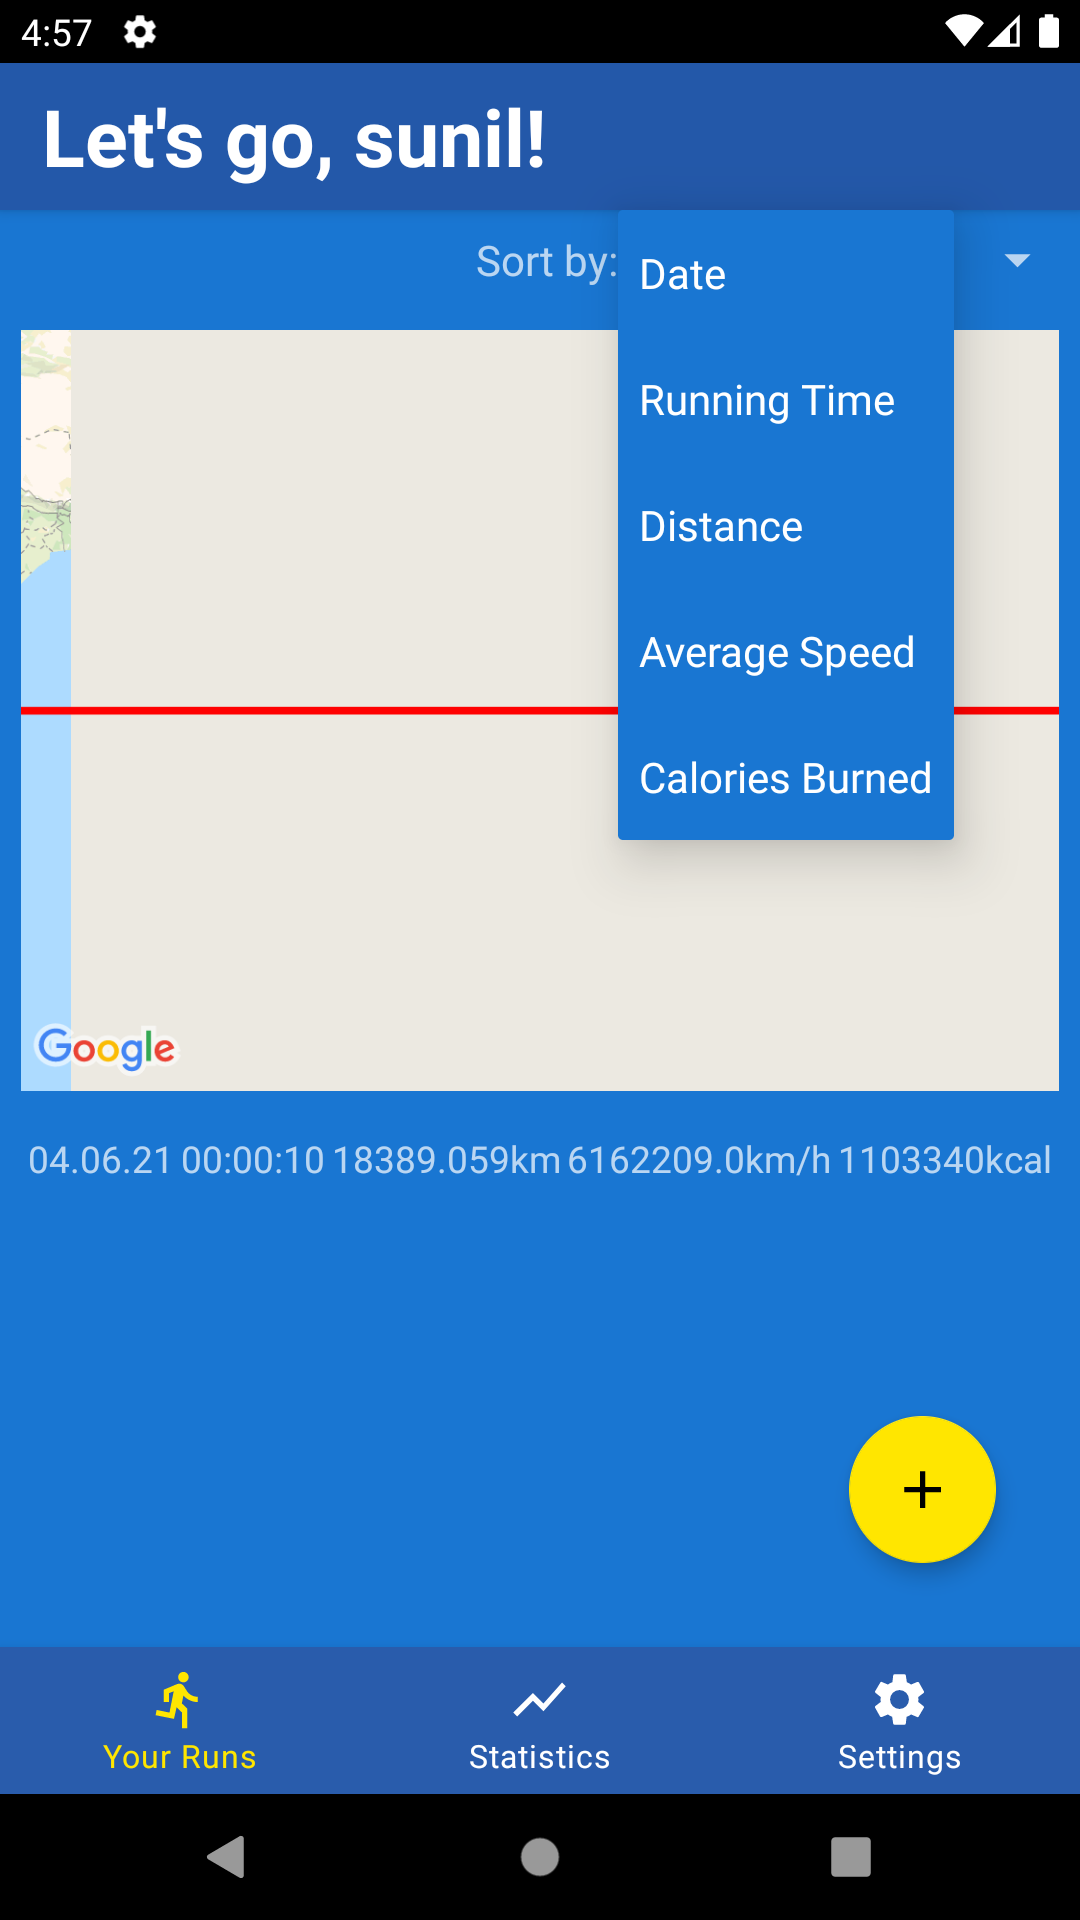 4:57
Let's go, sunil!
Sort by:
Date
Running Time
Distance
Average Speed
Calories Burned
Google
04.06.21 00:00:10 18389.059km 6162209.0km/h 1103340kcal
Your Runs Statistics Settings